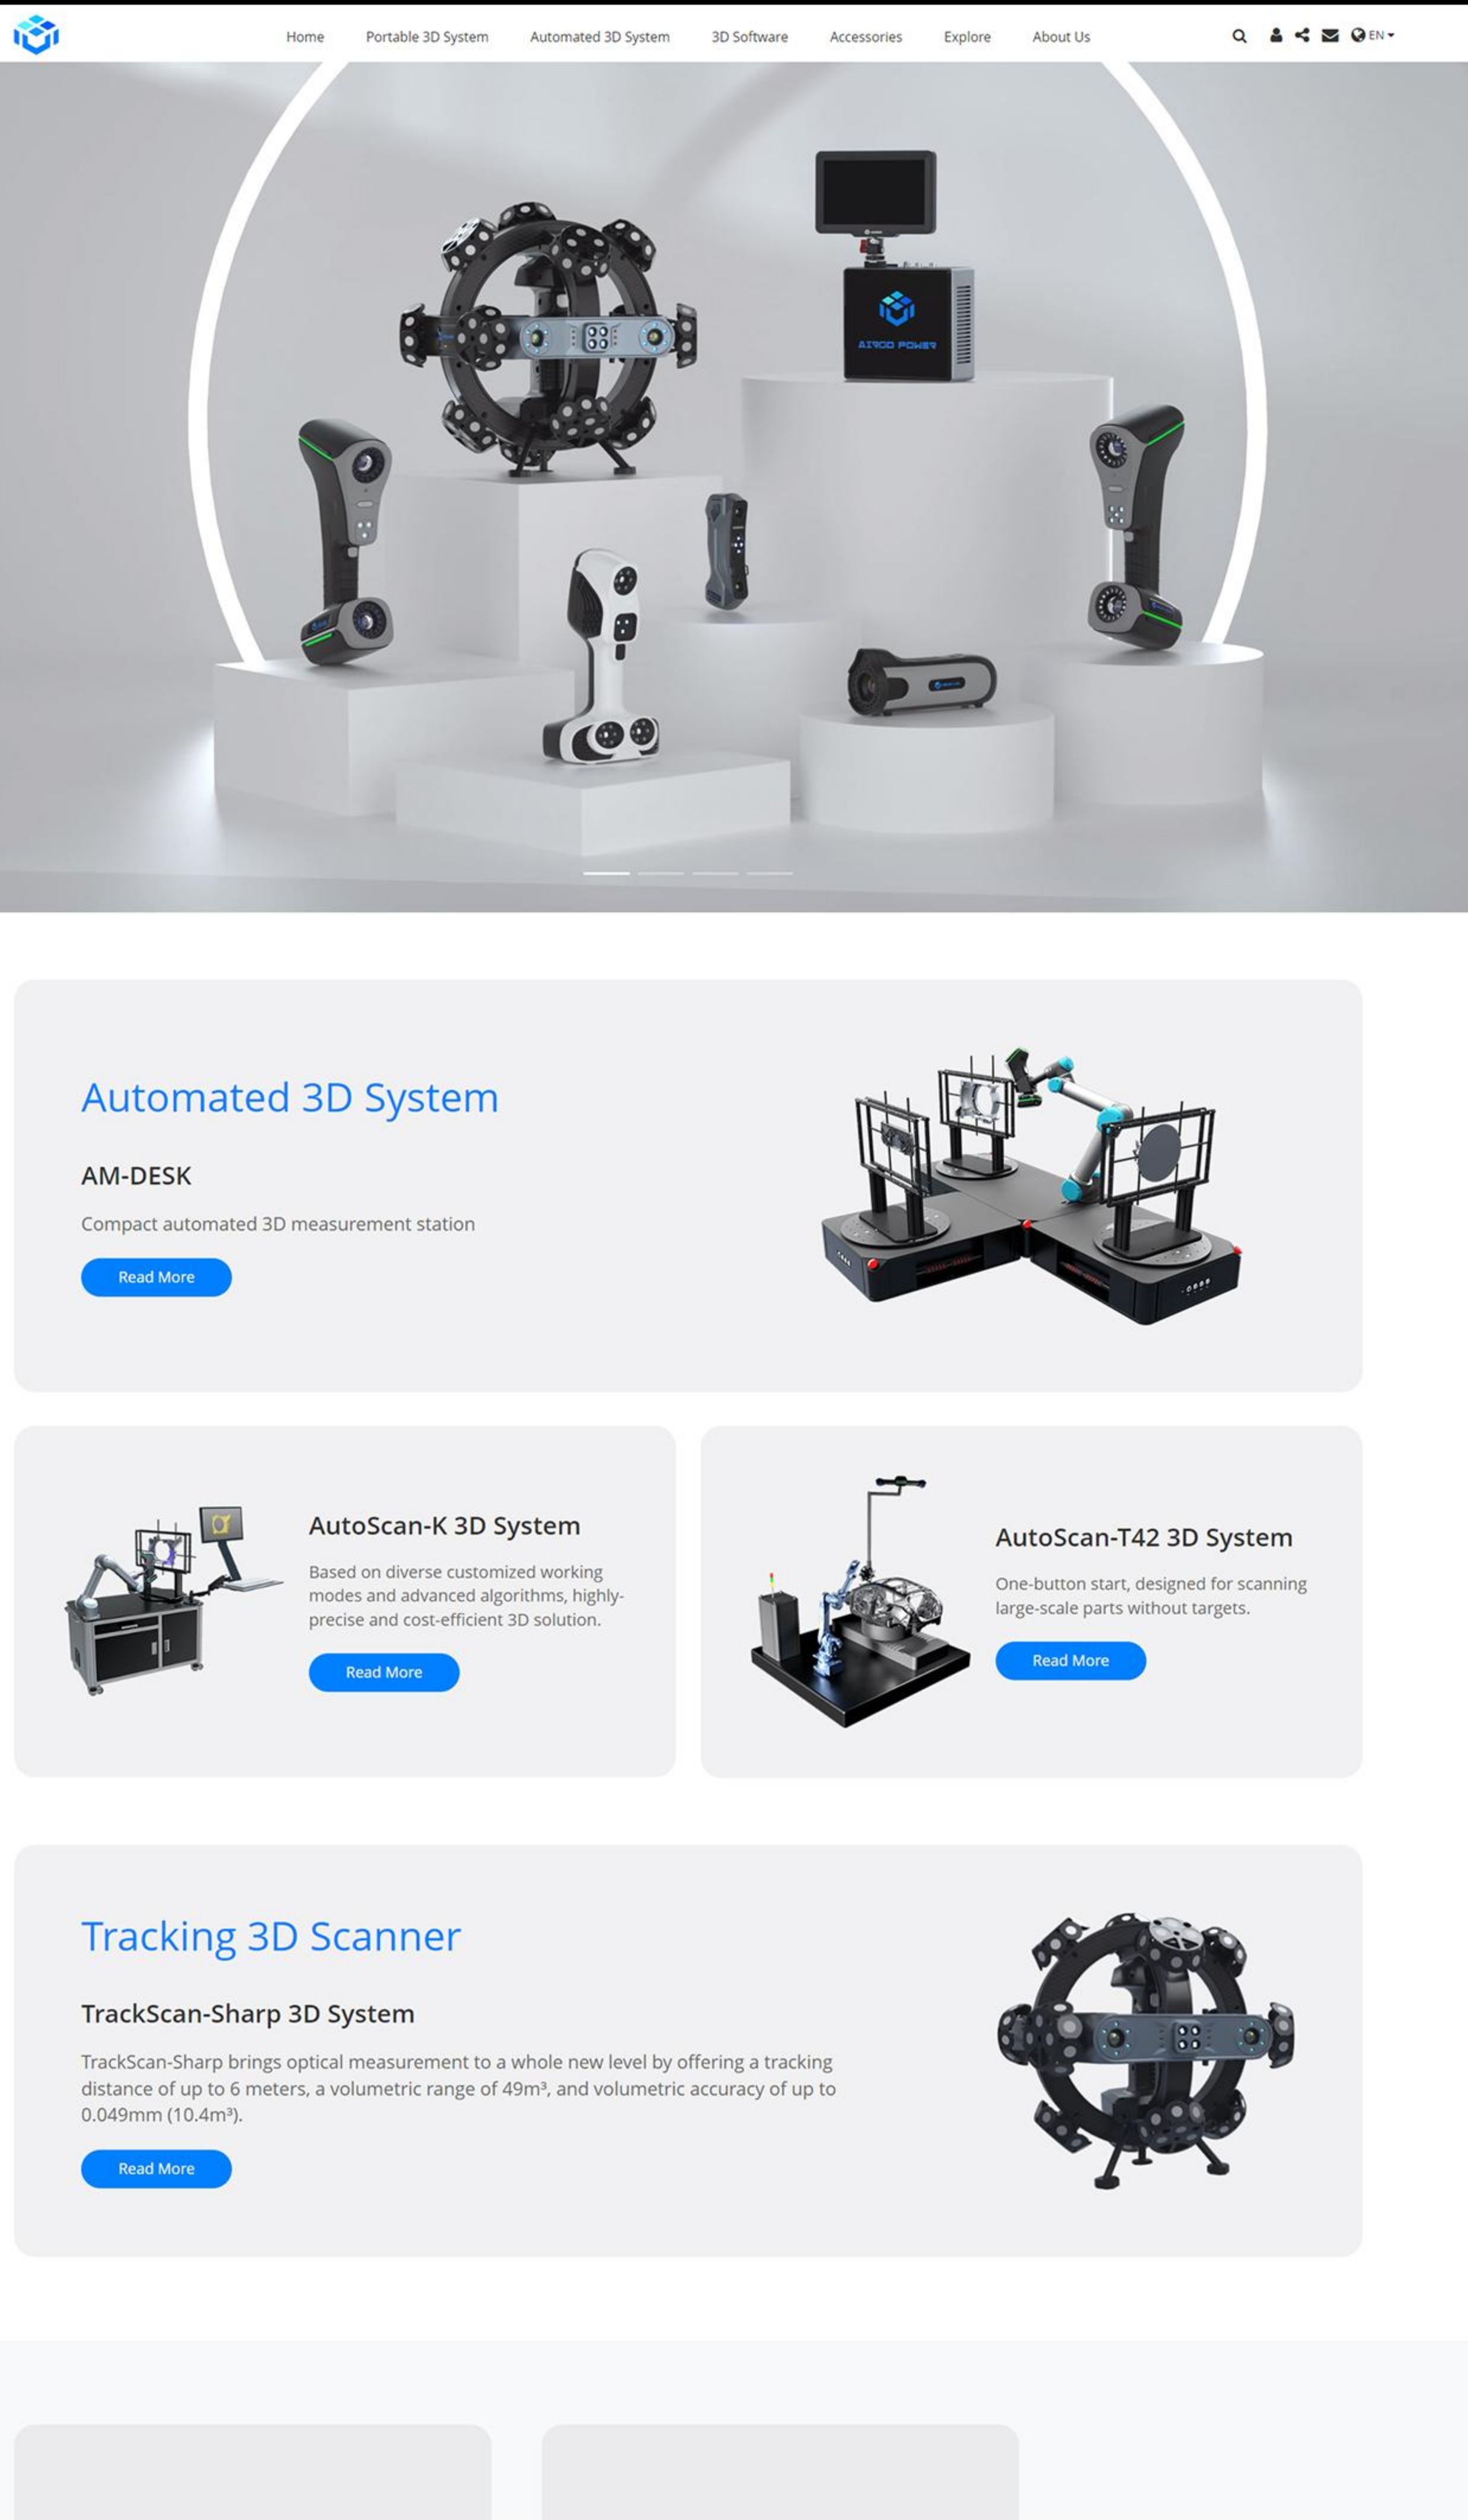 Home Portable 3D System Automated 3D System 3D Software Accessories Explore About Us EN
AIRGO POWER
Automated 3D System
AM-DESK
Compact automated 3D measurement station
Read More
AutoScan-K 3D System
Based on diverse customized working
modes and advanced algorithms, highly-
precise and cost-efficient 3D solution.
Read More
AutoScan-T42 3D System
One-button start, designed for scanning
large-scale parts without targets.
Read More
Tracking 3D Scanner
TrackScan-Sharp 3D System
TrackScan-Sharp brings optical measurement to a whole new level by offering a tracking
distance of up to 6 meters, a volumetric range of 49m³, and volumetric accuracy of up to
0.049mm (10.4m³).
Read More